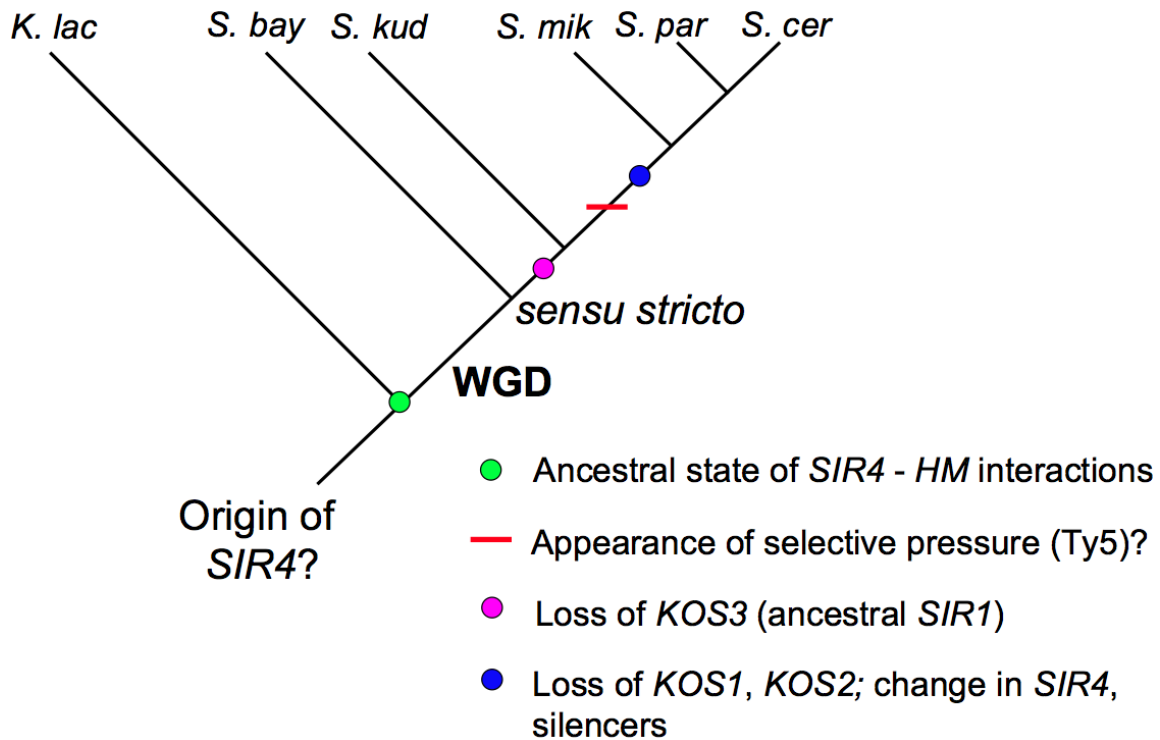 K. lac
S. bay
S. kud
S. mik
S. par
S. cer
sensu stricto
WGD
Origin of
SIR4?
Ancestral state of SIR4 - HM interactions
Appearance of selective pressure (Ty5)?
Loss of KOS3 (ancestral SIR1)
Loss of KOS1, KOS2; change in SIR4,
silencers